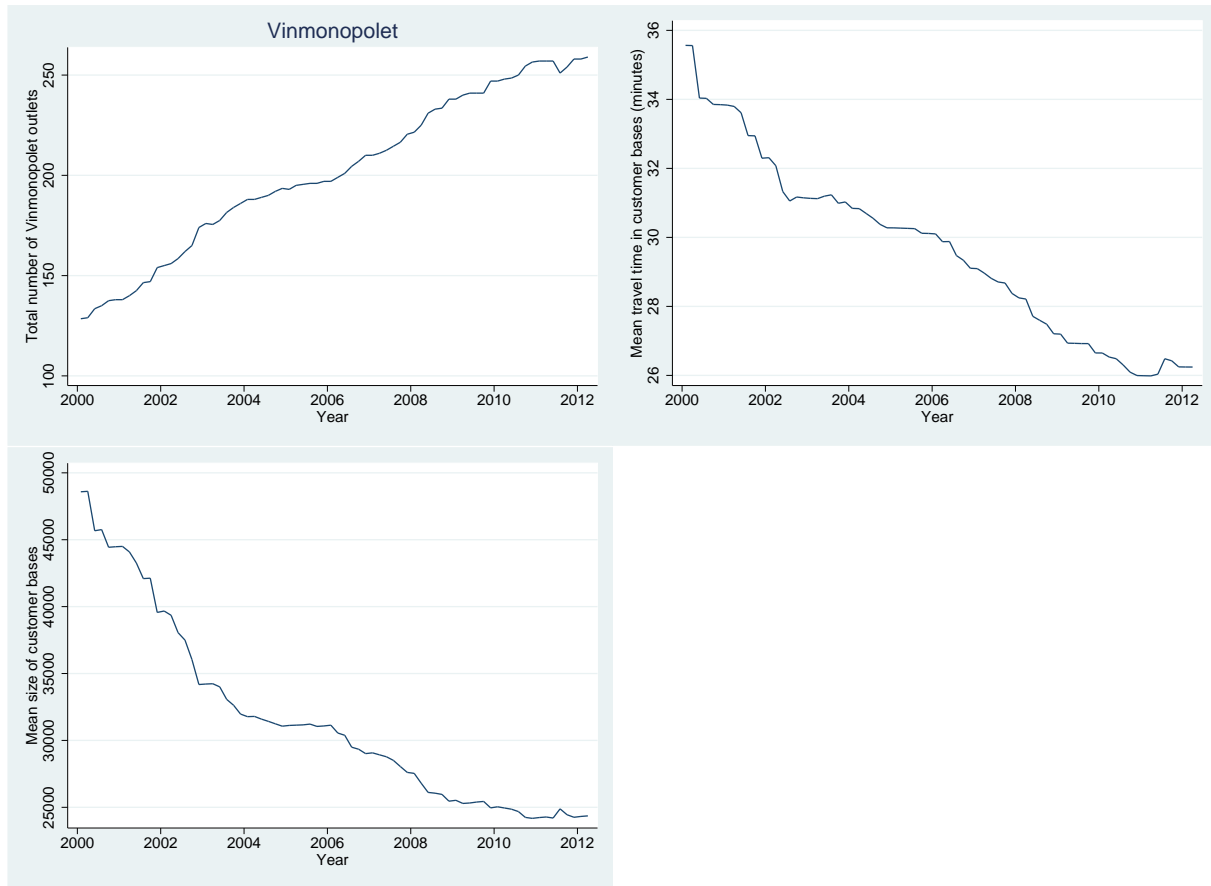 Vinmonopolet
Total number of Vinmonopolet outlets
250
200
150
100
2000 2002 2004 2006 2008 2010 2012
Year
Mean travel time in customer bases (minutes)
36
34
32
30
28
26
2000 2002 2004 2006 2008 2010 2012
Year
Mean size of customer bases
50000
45000
40000
35000
30000
25000
2000 2002 2004 2006 2008 2010 2012
Year